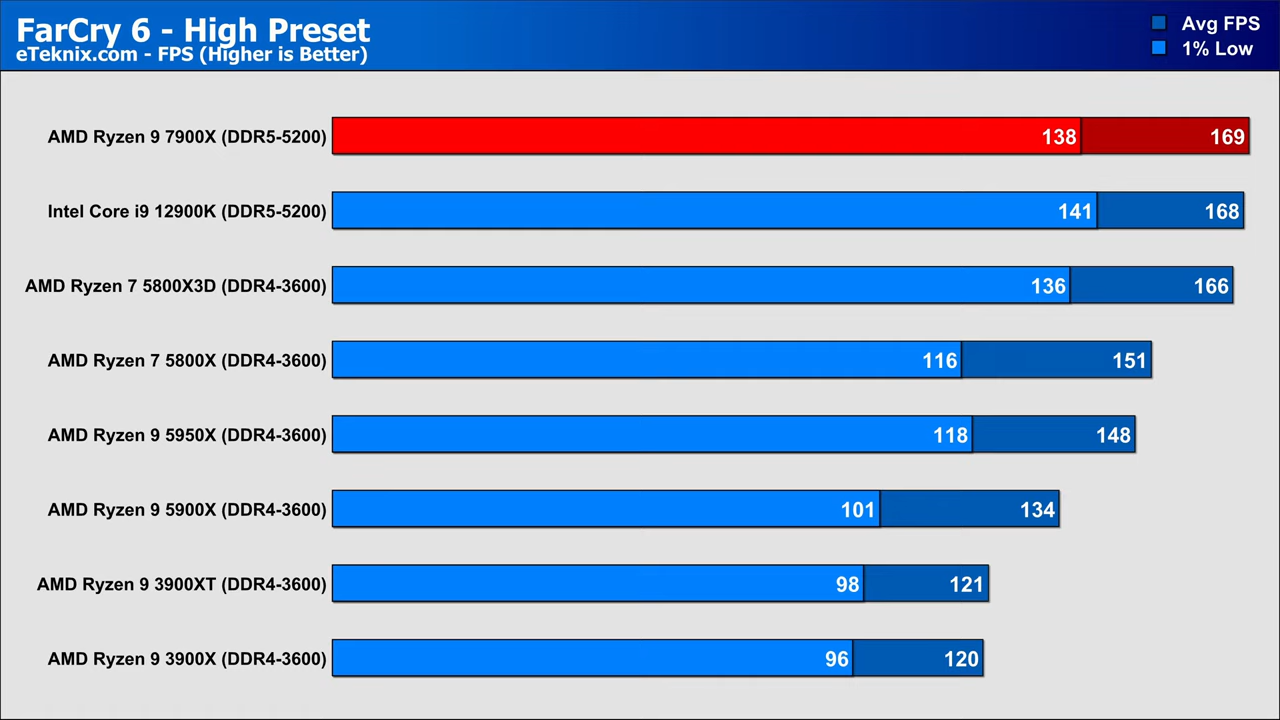 FarCry 6 - High Preset
eTeknix.com - FPS (Higher is Better)
Avg FPS
1% Low
AMD Ryzen 9 7900X (DDR5-5200) 138 169
Intel Core i9 12900K (DDR5-5200) 141 168
AMD Ryzen 7 5800X3D (DDR4-3600) 136 166
AMD Ryzen 7 5800X (DDR4-3600) 116 151
AMD Ryzen 9 5950X (DDR4-3600) 118 148
AMD Ryzen 9 5900X (DDR4-3600) 101 134
AMD Ryzen 9 3900XT (DDR4-3600) 98 121
AMD Ryzen 9 3900X (DDR4-3600) 96 120